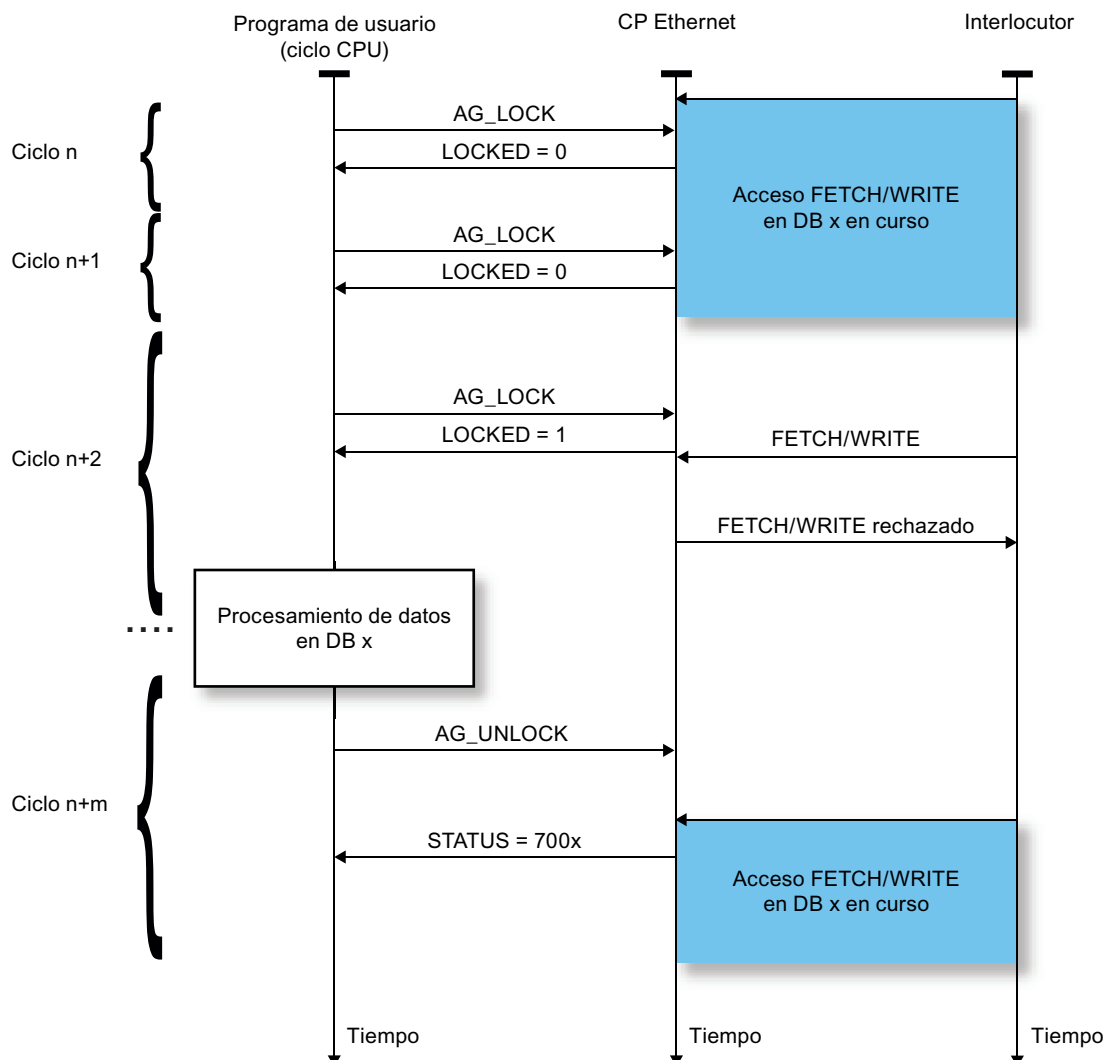 Programa de usuario
(ciclo CPU)
CP Ethernet
Interlocutor
AG_LOCK
Ciclo n
LOCKED = 0
Acceso FETCH/WRITE
en DB x en curso
AG_LOCK
Ciclo n+1
LOCKED = 0
AG_LOCK
LOCKED = 1
FETCH/WRITE
Ciclo n+2
FETCH/WRITE rechazado
Procesamiento de datos
en DB x
....
AG_UNLOCK
Ciclo n+m
STATUS = 700x
Acceso FETCH/WRITE
en DB x en curso
Tiempo
Tiempo
Tiempo